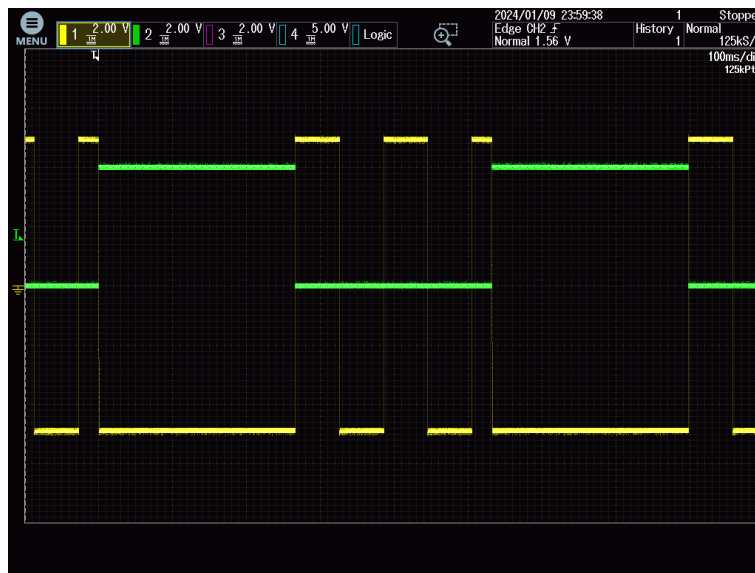 2024/01/09 23:59:38 1 Stoppe
MENU 1 2.00 V 2 2.00 V 3 2.00 V 4 5.00 V Logic Edge CH2 History Normal
Normal 1.56 V 1 125kS/
T 100ms/di
125kPt
T